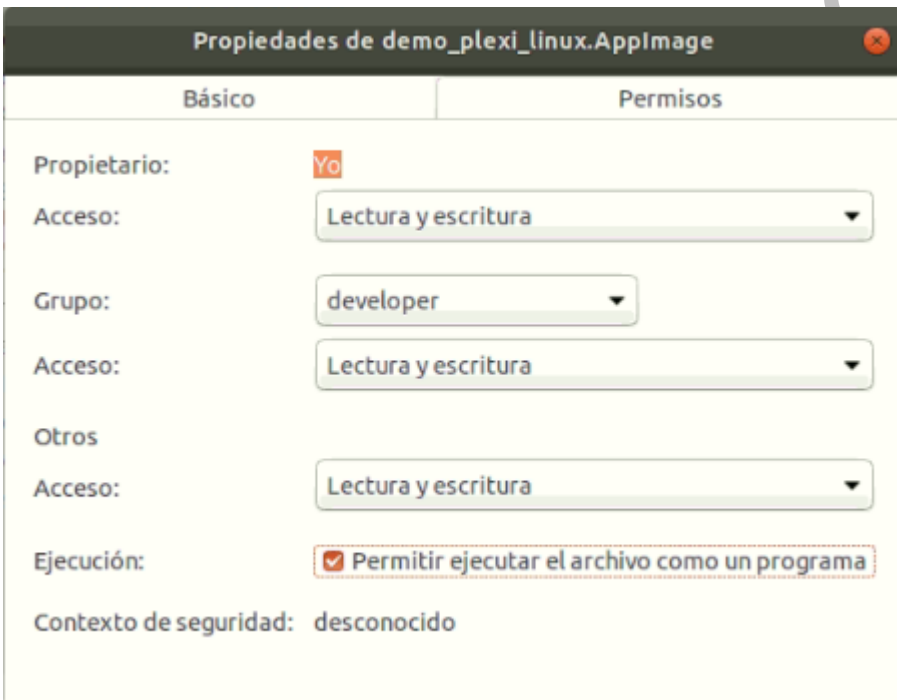 Propiedades de demo_plexi_linux.AppImage
Básico Permisos
Propietario: Yo
Acceso: Lectura y escritura
Grupo: developer
Acceso: Lectura y escritura
Otros
Acceso: Lectura y escritura
Ejecución: Permitir ejecutar el archivo como un programa
Contexto de seguridad: desconocido